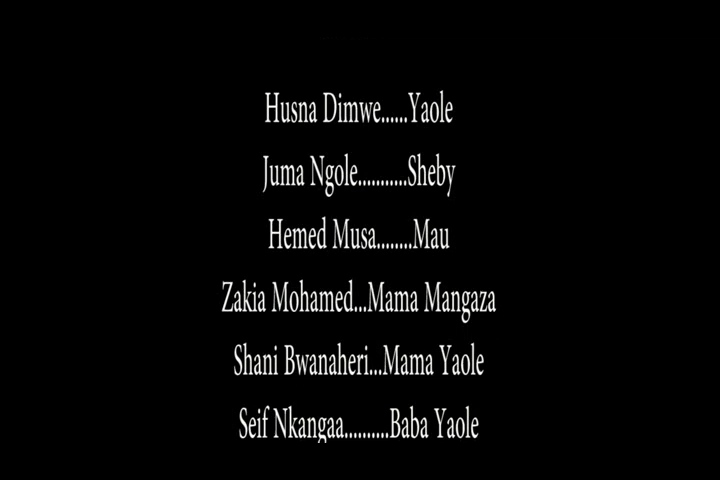 Husna Dimwe......Yaole
Juma Ngole...........Sheby
Hemed Musa........Mau
Zakia Mohamed...Mama Mangaza
Shani Bwanaheri...Mama Yaole
Seif Nkangaa..........Baba Yaole